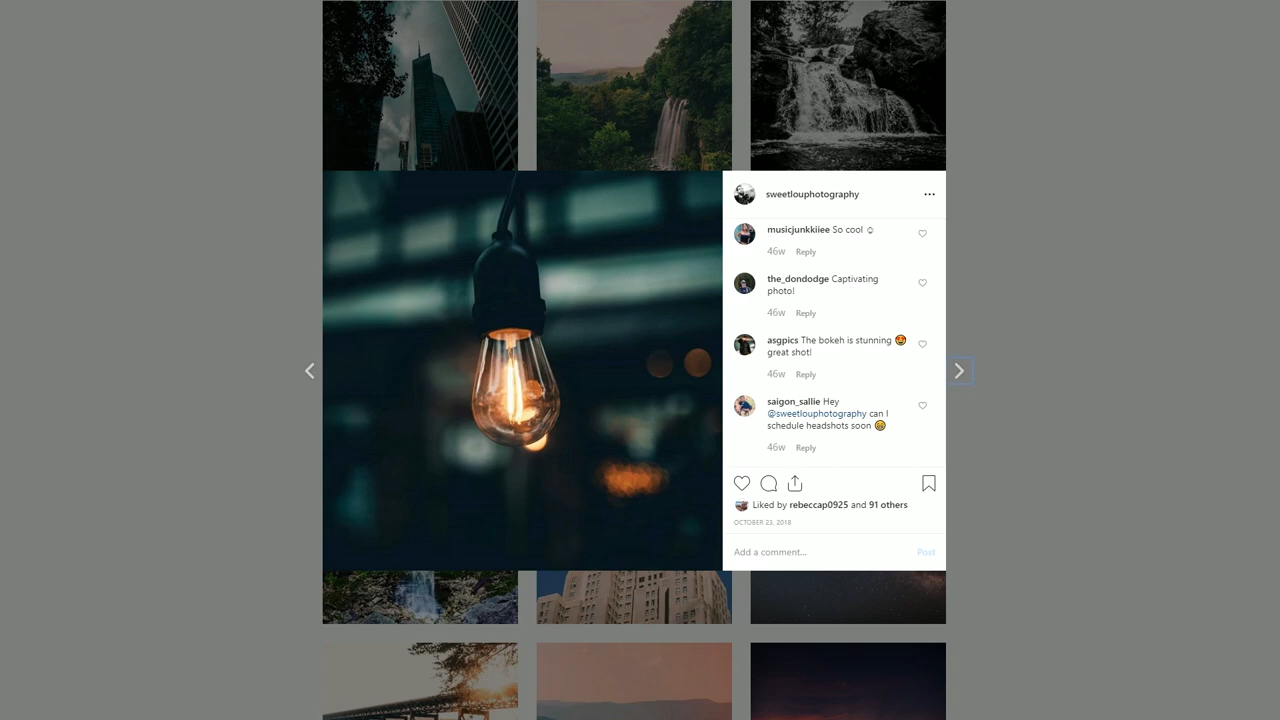 sweetlouphotography
musicjunkkiiee So cool ☺
46w Reply
the_dondodge Captivating
photo!
46w Reply
asgpics The bokeh is stunning 🤩
great shot!
46w Reply
saigon_sallie Hey
@sweetlouphotography can I
schedule headshots soon 😄
46w Reply
Liked by rebeccap0925 and 91 others
OCTOBER 23, 2018
Add a comment... Post